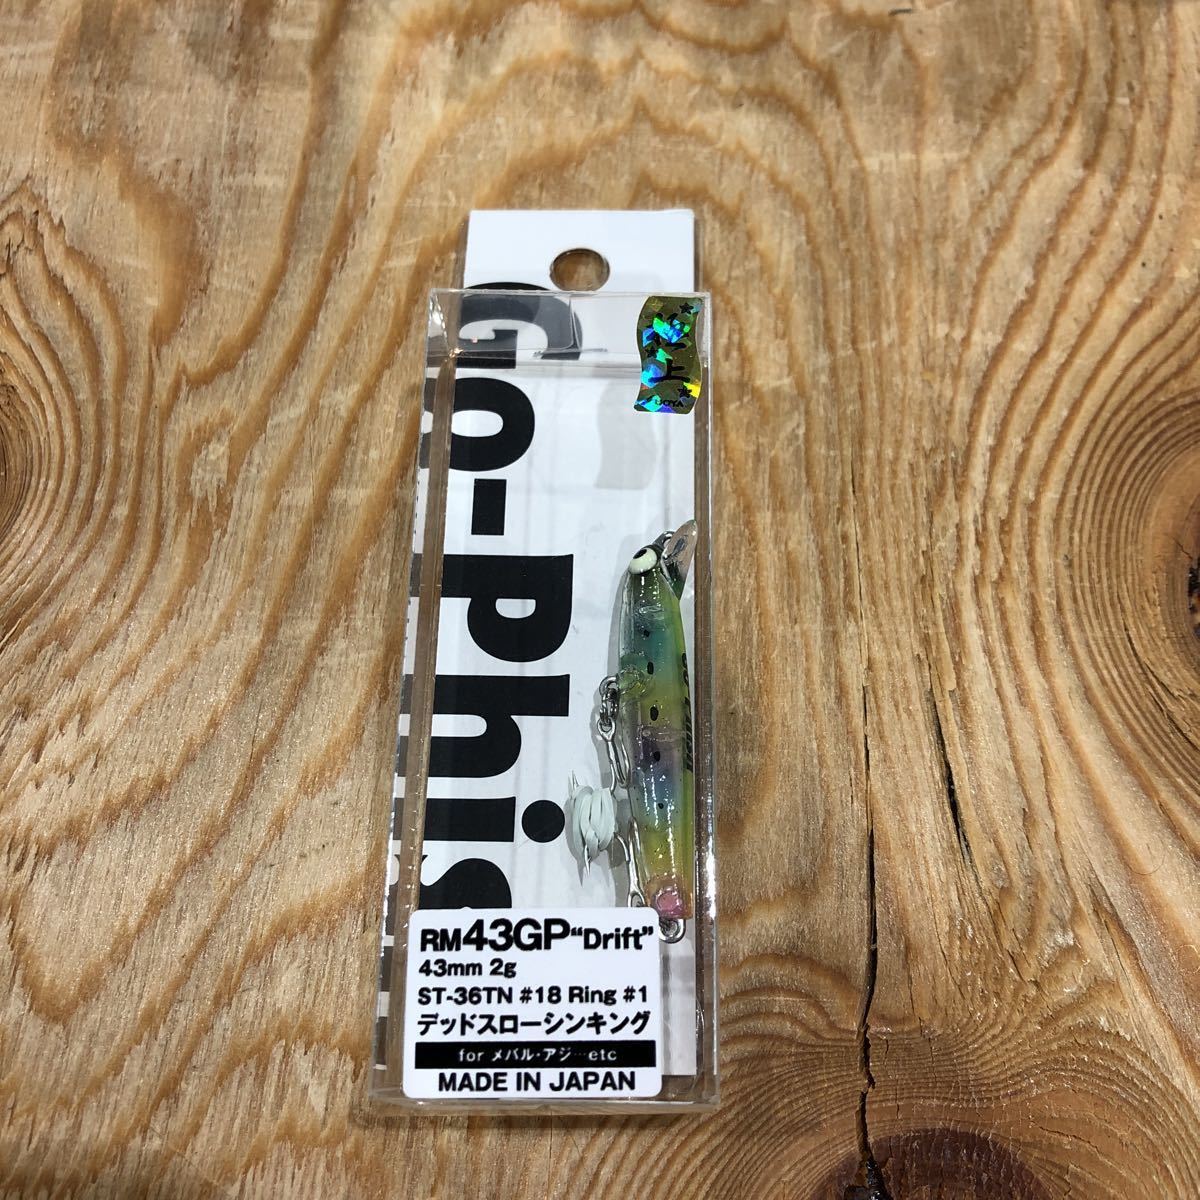 Go-Phis
RM43GP“Drift”
43mm 2g
ST-36TN #18 Ring #1
デッドスローシンキング
for メバル・アジ…etc
MADE IN JAPAN